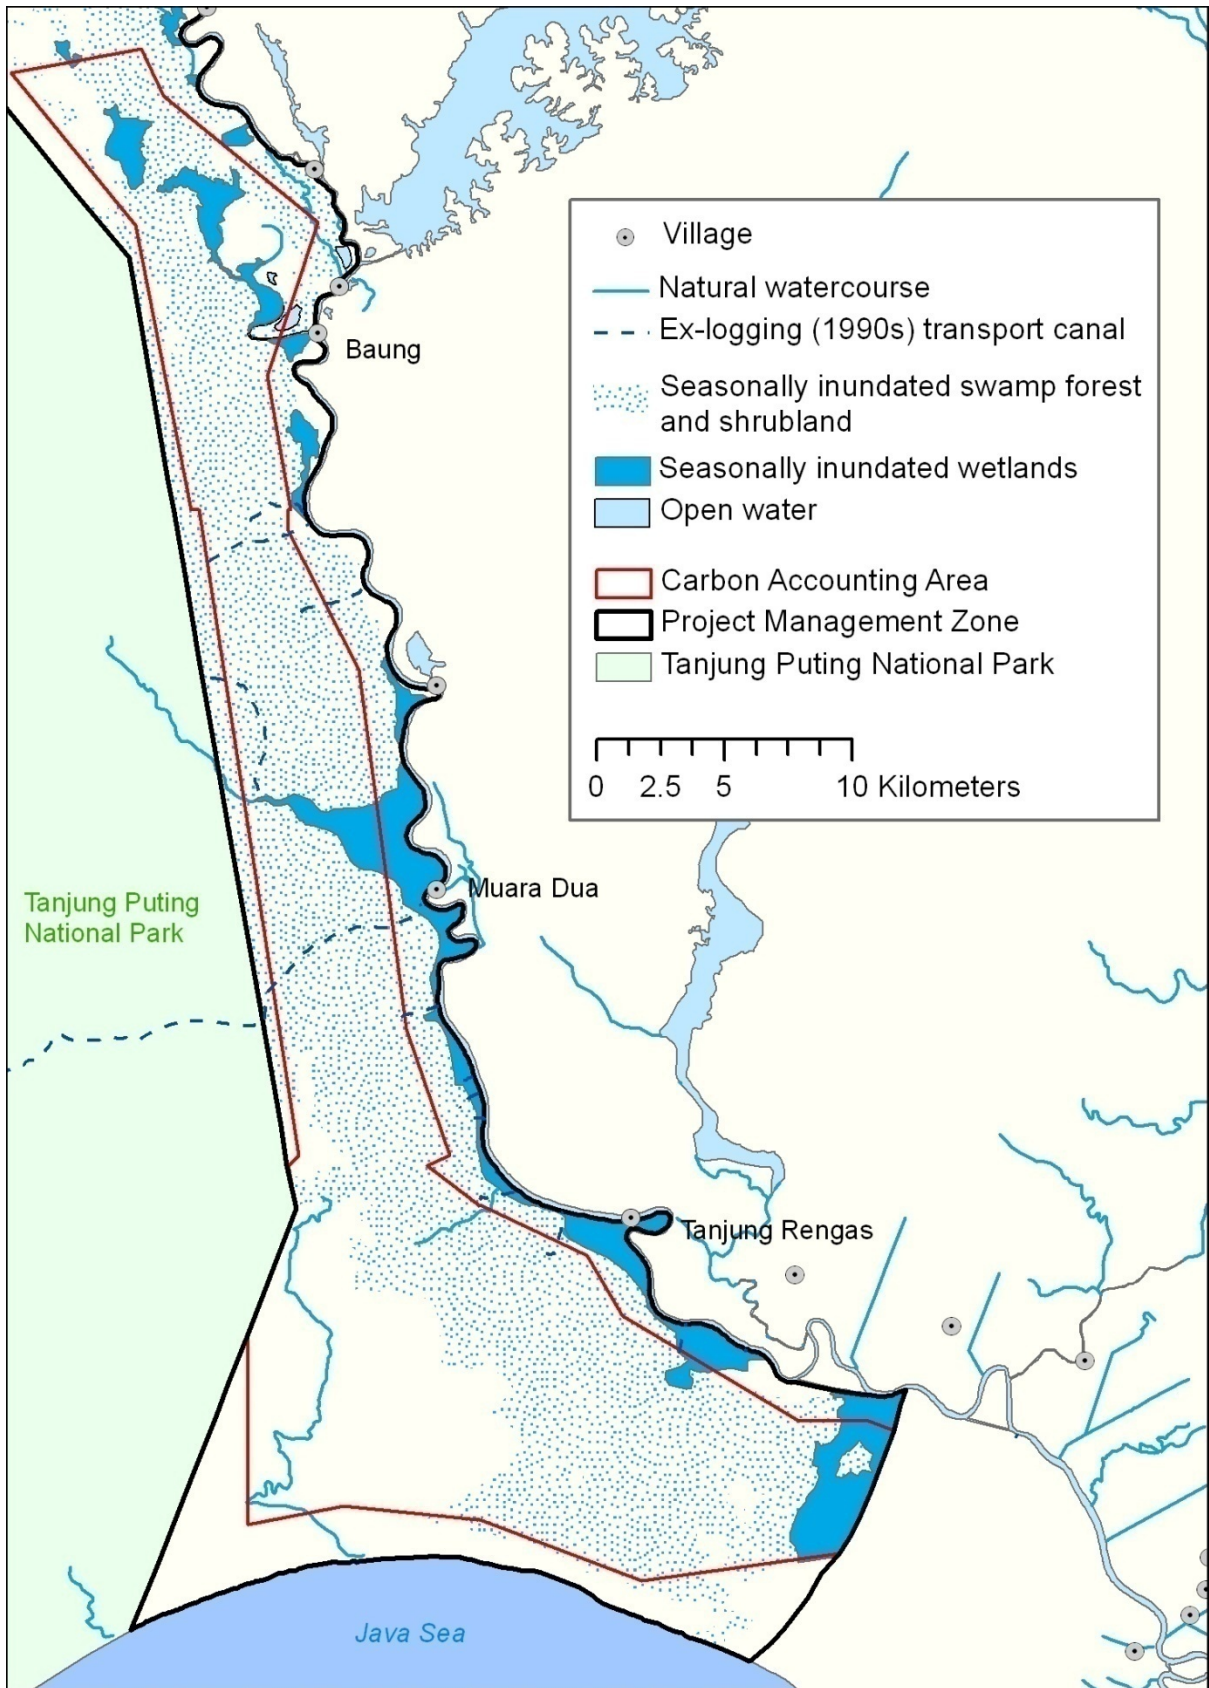 Village
Natural watercourse
Ex-logging (1990s) transport canal
Seasonally inundated swamp forest
and shrubland
Seasonally inundated wetlands
Open water
Carbon Accounting Area
Project Management Zone
Tanjung Puting National Park
0 2.5 5 10 Kilometers
Baung
Muara Dua
Tanjung Puting
National Park
Tanjung Rengas
Java Sea